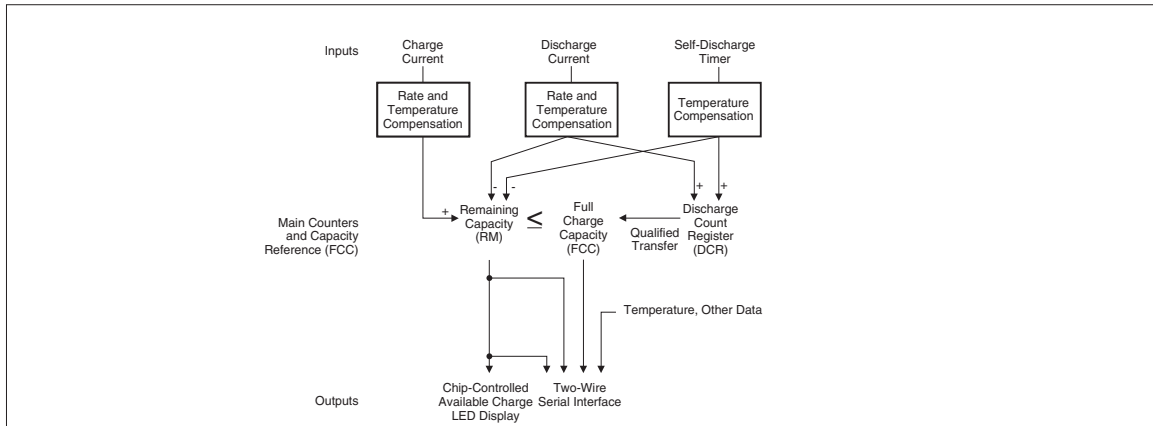 Inputs
Charge
Current
Discharge
Current
Self-Discharge
Timer
Rate and
Temperature
Compensation
Rate and
Temperature
Compensation
Temperature
Compensation
- - + +
Main Counters
and Capacity
Reference (FCC)
+
Remaining
Capacity
(RM)
≤
Full
Charge
Capacity
(FCC)
Qualified
Transfer
Discharge
Count
Register
(DCR)
Temperature, Other Data
Outputs
Chip-Controlled
Available Charge
LED Display
Two-Wire
Serial Interface